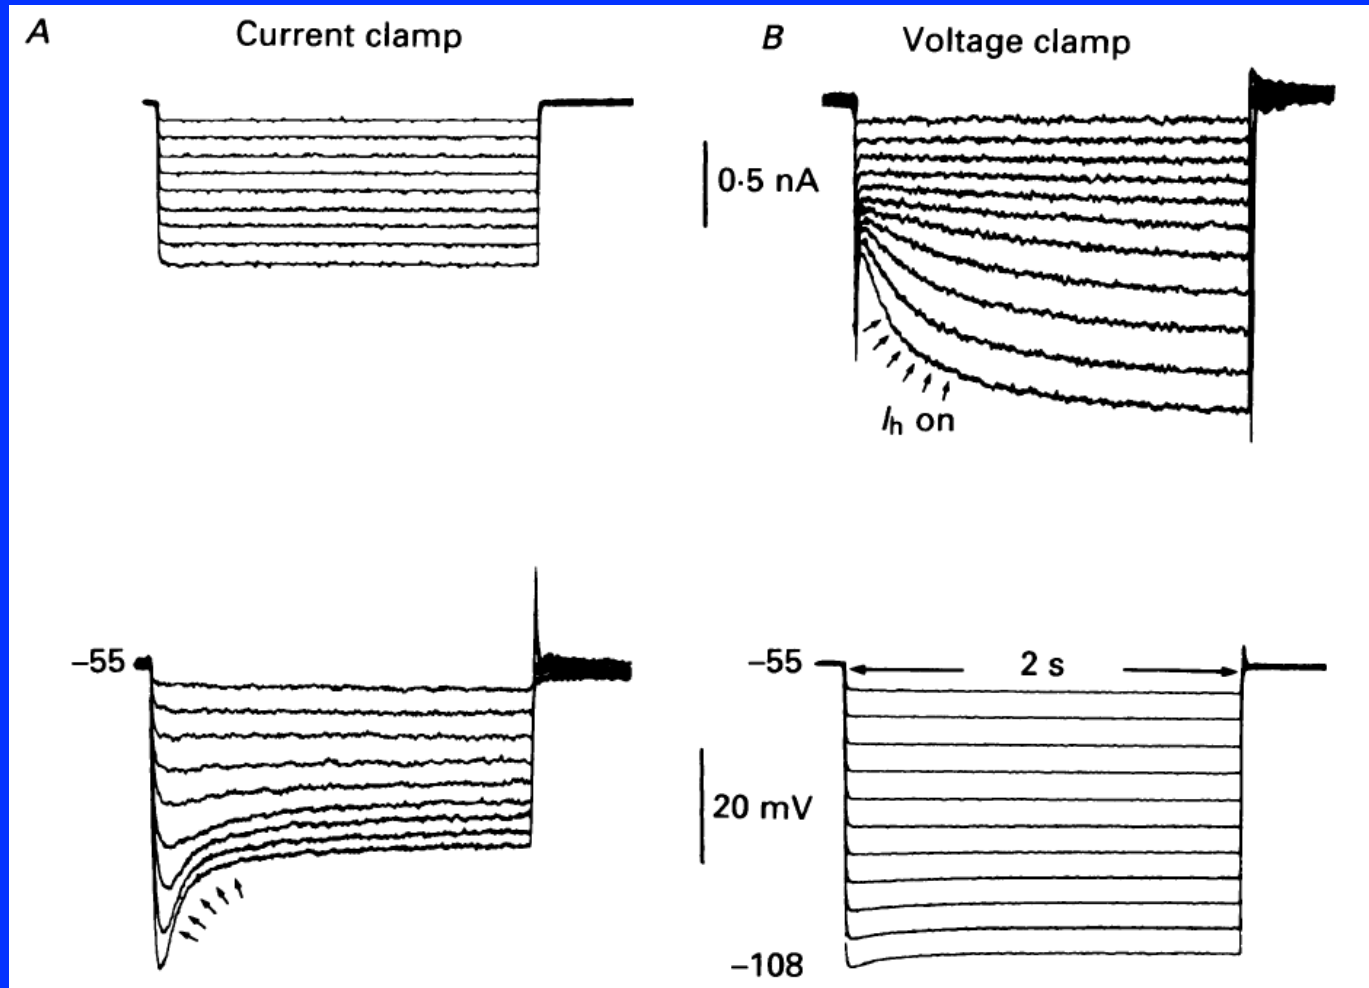 A Current clamp
B Voltage clamp
0·5 nA
Ih on
–55
–55
2 s
20 mV
–108